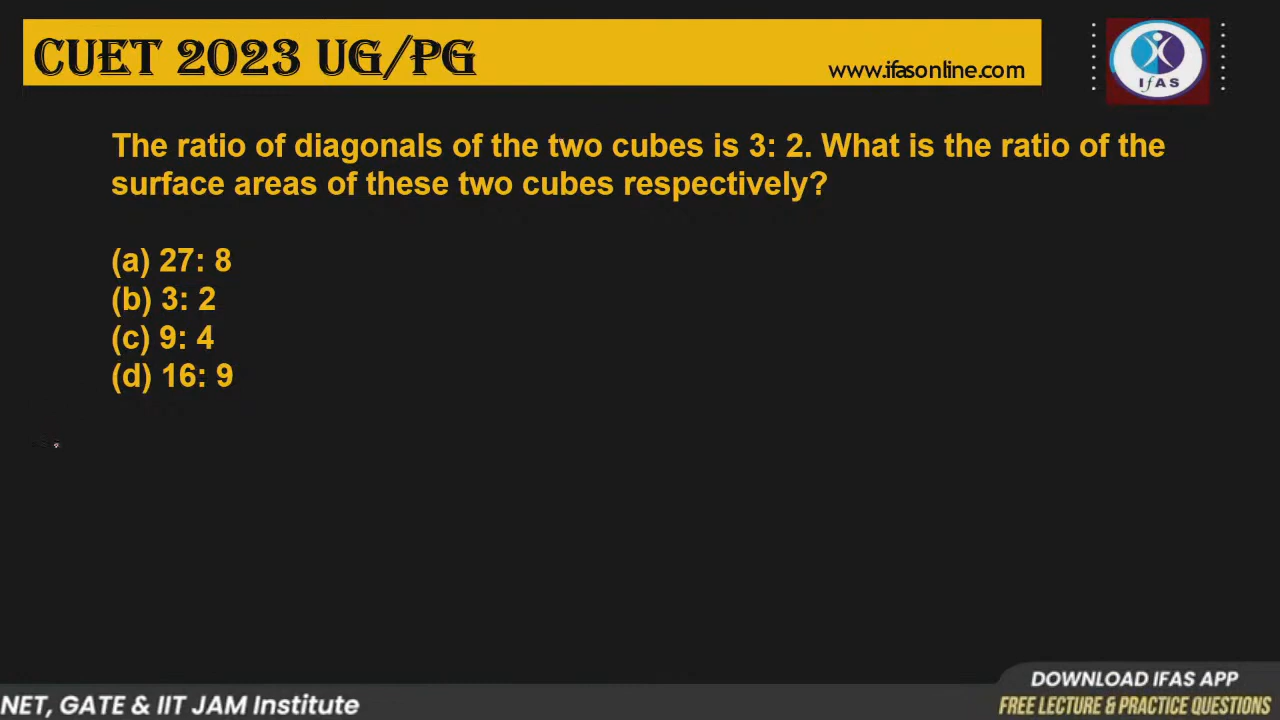 CUET 2023 UG/PG
www.ifasonline.com
IfAS
The ratio of diagonals of the two cubes is 3: 2. What is the ratio of the
surface areas of these two cubes respectively?
(a) 27: 8
(b) 3: 2
(c) 9: 4
(d) 16: 9
DOWNLOAD IFAS APP
NET, GATE & IIT JAM Institute
FREE LECTURE & PRACTICE QUESTIONS